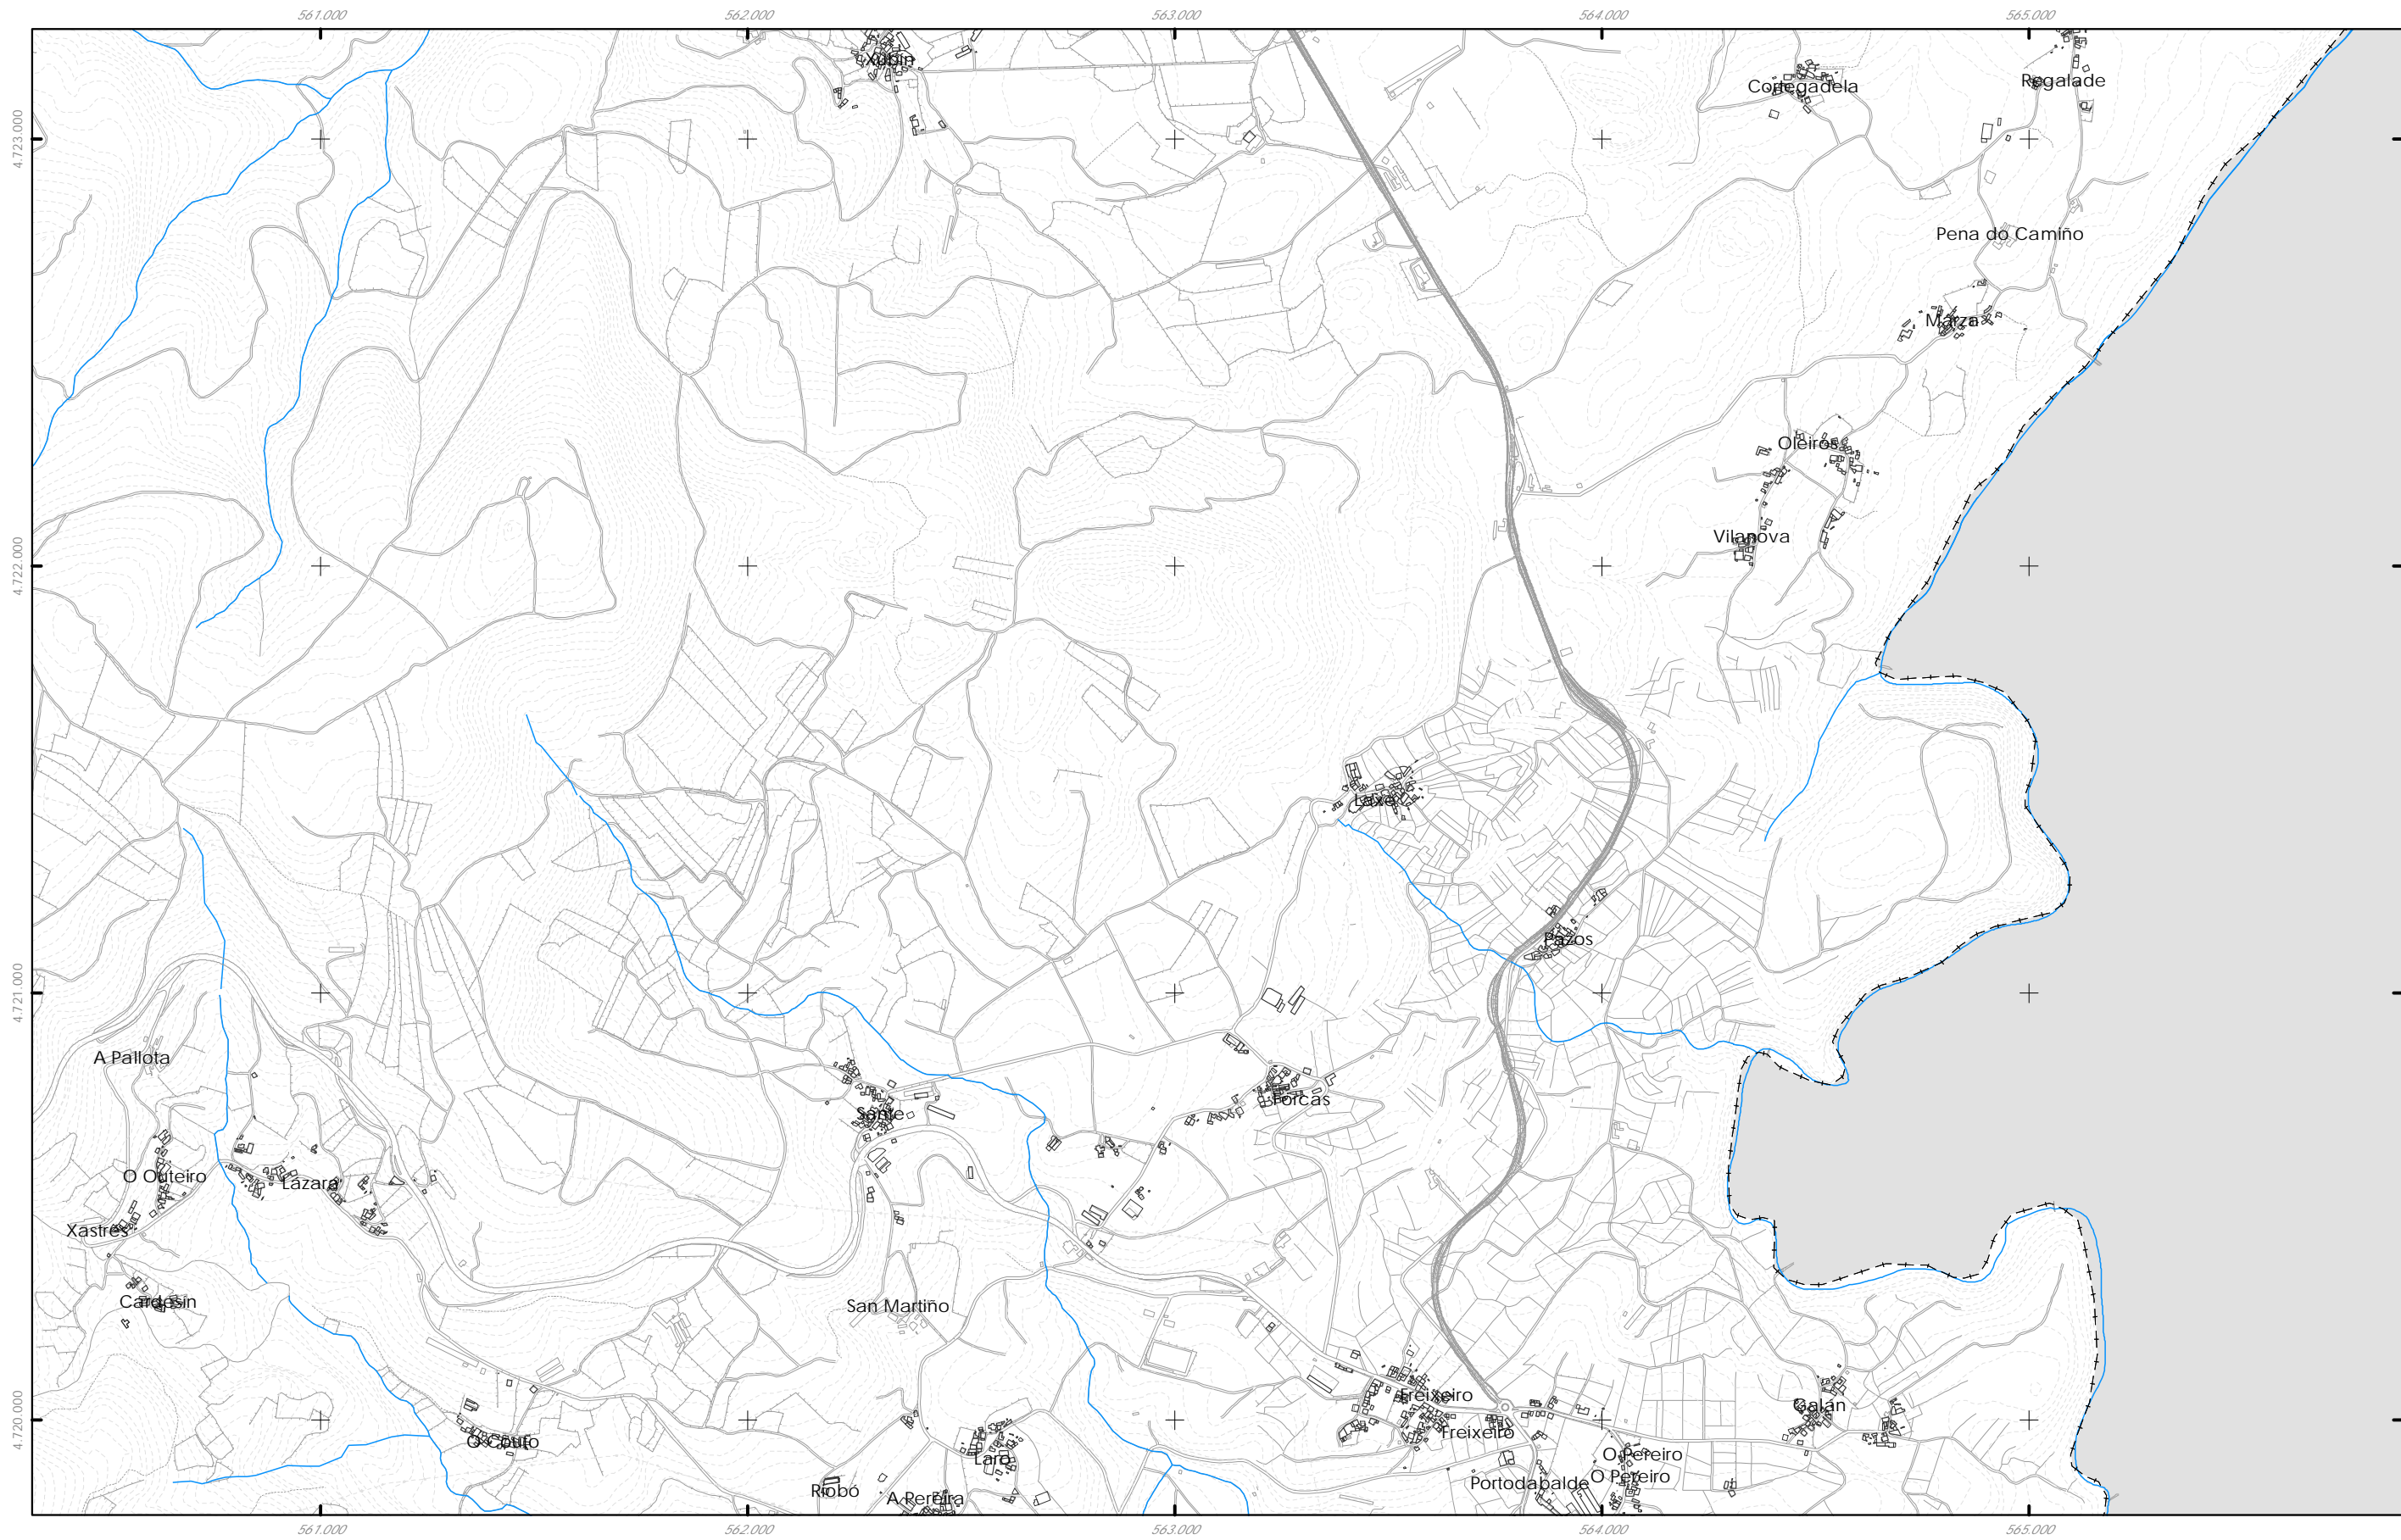 561.000 562.000 563.000 564.000 565.000
Xubín
Cortegadela
Regalade
4.723.000
Pena do Camiño
Marza
Oleiros
Vilanova
4.722.000
Laxe
Pazos
4.721.000
A Pallota
Sante
Forcas
O Outeiro
Lázara
Xastres
Cardesín
San Martiño
Freixeiro
Galán
4.720.000
Freixeiro
O Couto
O Pereiro
Laro
O Pereiro
Portodabalde
Riobó
A Pereira
561.000 562.000 563.000 564.000 565.000